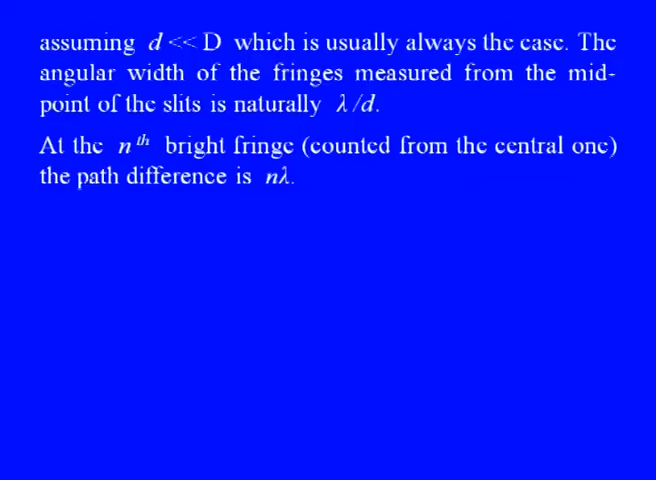 assuming d << D which is usually always the case. The
angular width of the fringes measured from the mid-
point of the slits is naturally λ/d.
At the nth bright fringe (counted from the central one)
the path difference is nλ.